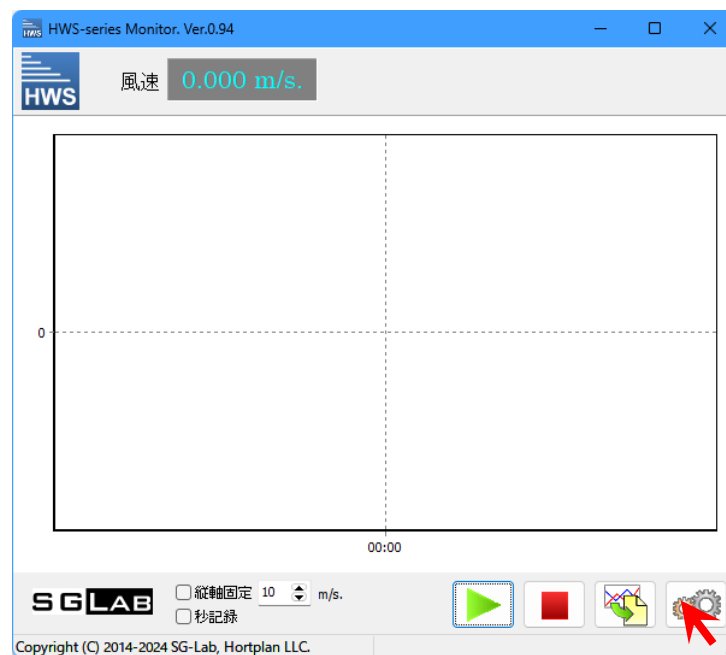 HWS-series Monitor. Ver.0.94
HWS
HWS
風速 0.000 m/s.
0
00:00
SGLAB
縦軸固定 10 m/s.
秒記録
Copyright (C) 2014-2024 SG-Lab, Hortplan LLC.